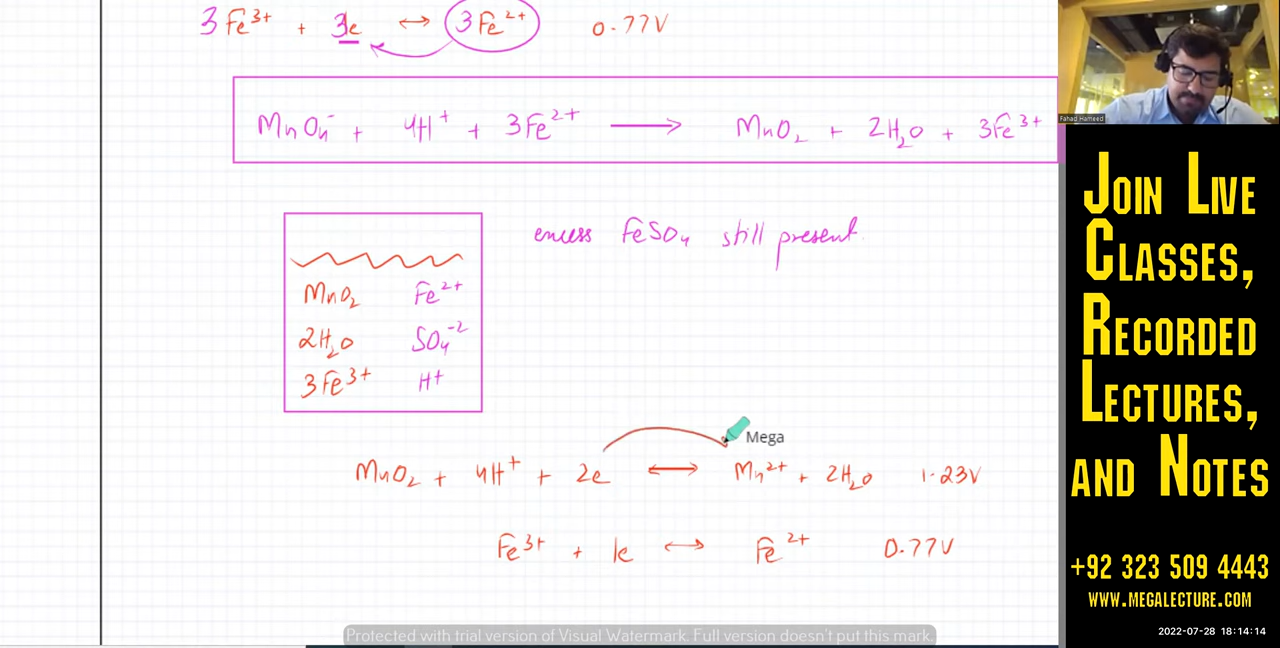 3Fe³⁺ + 3e ↔ 3Fe²⁺ 0.77V
MnO₄⁻ + 4H⁺ + 3Fe²⁺ ⟶ MnO₂ + 2H₂O + 3Fe³⁺
excess FeSO₄ still present.
MnO₂ Fe²⁺
2H₂O SO₄⁻²
3Fe³⁺ H⁺
Mega
MnO₂ + 4H⁺ + 2e ⟷ Mn²⁺ + 2H₂O 1.23V
Fe³⁺ + 1e ⟷ Fe²⁺ 0.77V
Protected with trial version of Visual Watermark. Full version doesn't put this mark.
Fahad Hameed
JOIN LIVE
CLASSES,
RECORDED
LECTURES,
AND NOTES
+92 323 509 4443
WWW.MEGALECTURE.COM
2022-07-28 18:14:14